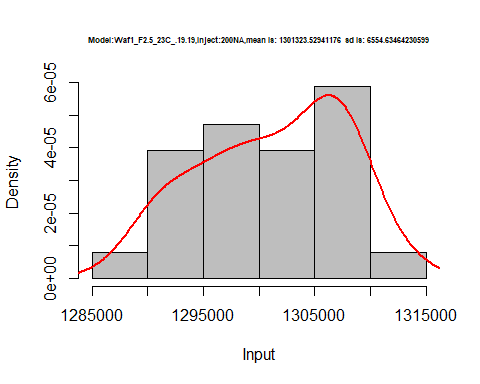 Model:Waf1_F2.5_23C_.19.19,Inject:200NA,mean is: 1301323.52941176 sd is: 6554.63464230599
Density
6e-05
4e-05
2e-05
0e+00
1285000 1295000 1305000 1315000
Input